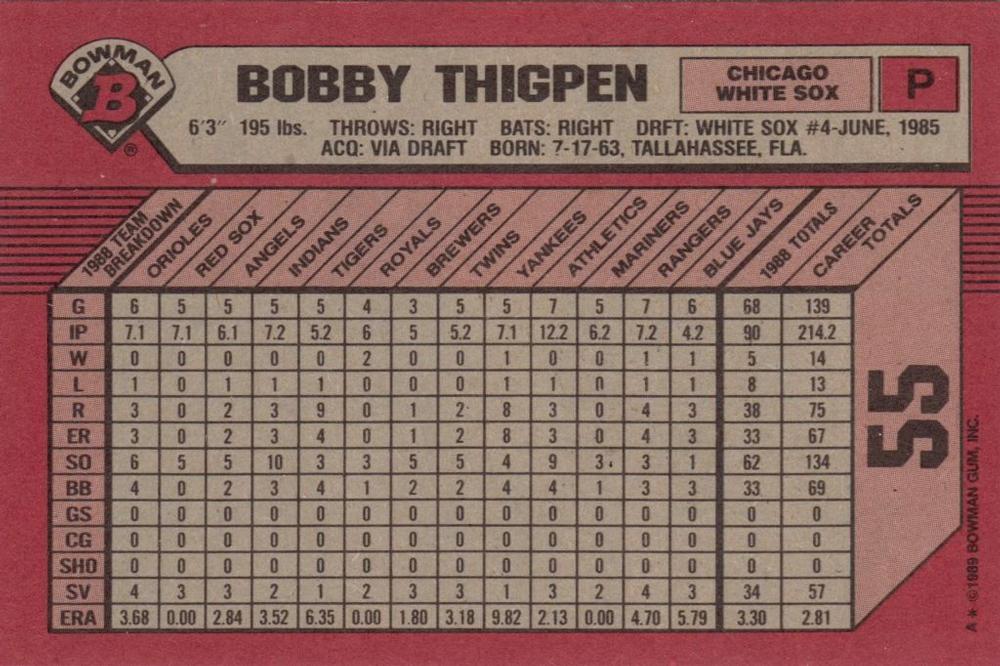 BOWMAN
B
®
BOBBY THIGPEN
CHICAGO
WHITE SOX
P
6'3" 195 lbs. THROWS: RIGHT BATS: RIGHT DRFT: WHITE SOX #4-JUNE, 1985
ACQ: VIA DRAFT BORN: 7-17-63, TALLAHASSEE, FLA.
1988 TEAM BREAKDOWN ORIOLES RED SOX ANGELS INDIANS TIGERS ROYALS BREWERS TWINS YANKEES ATHLETICS MARINERS RANGERS BLUE JAYS 1988 TOTALS CAREER TOTALS
G 6 5 5 5 5 4 3 5 5 7 5 7 6 68 139
IP 7.1 7.1 6.1 7.2 5.2 6 5 5.2 7.1 12.2 6.2 7.2 4.2 90 214.2
W 0 0 0 0 0 2 0 0 1 0 0 1 1 5 14
L 1 0 1 1 1 0 0 0 1 1 0 1 1 8 13
R 3 0 2 3 9 0 1 2 8 3 0 4 3 38 75
ER 3 0 2 3 4 0 1 2 8 3 0 4 3 33 67
SO 6 5 5 10 3 3 5 5 4 9 3 3 1 62 134
BB 4 0 2 3 4 1 2 2 4 4 1 3 3 33 69
GS 0 0 0 0 0 0 0 0 0 0 0 0 0 0 0
CG 0 0 0 0 0 0 0 0 0 0 0 0 0 0 0
SHO 0 0 0 0 0 0 0 0 0 0 0 0 0 0 0
SV 4 3 3 2 1 2 3 3 1 3 2 4 3 34 57
ERA 3.68 0.00 2.84 3.52 6.35 0.00 1.80 3.18 9.82 2.13 0.00 4.70 5.79 3.30 2.81
55
A * ©1989 BOWMAN GUM, INC.